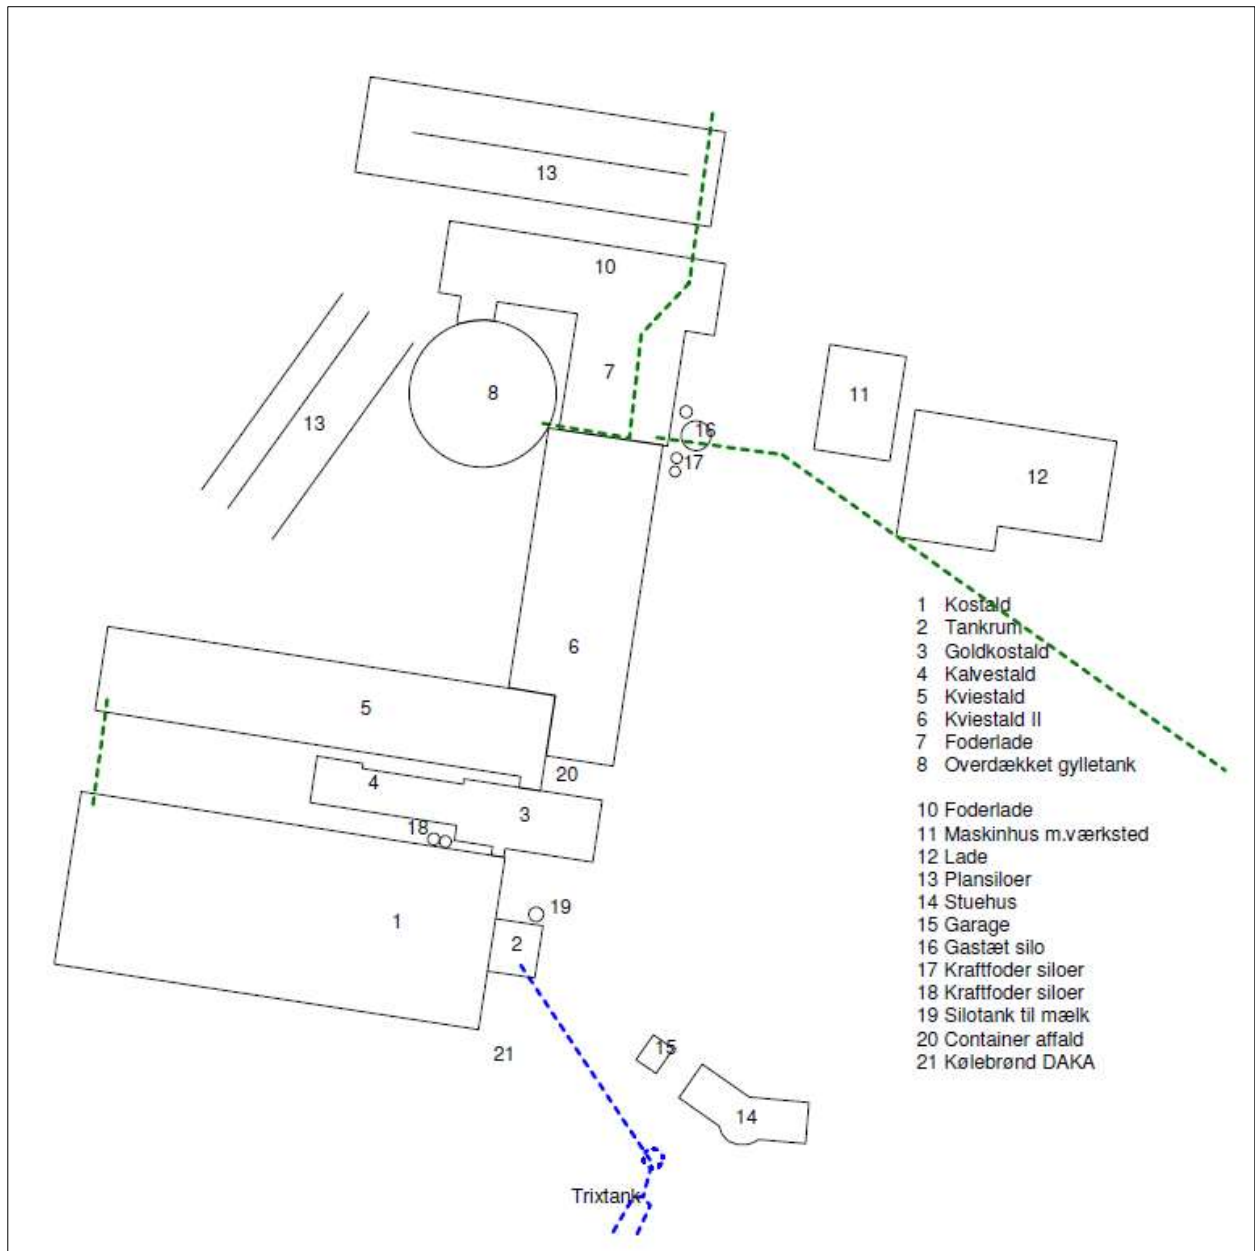 13
10
7
8
11
16
13
17
12
6
5
20
4
3
18
19
1
2
21
15
14
Trixtank
1 Kostald
2 Tankrum
3 Goldkostald
4 Kalvestald
5 Kviestald
6 Kviestald II
7 Foderlade
8 Overdækket gylletank
10 Foderlade
11 Maskinhus m.værksted
12 Lade
13 Plansiloer
14 Stuehus
15 Garage
16 Gastæt silo
17 Kraftfoder siloer
18 Kraftfoder siloer
19 Silotank til mælk
20 Container affald
21 Kølebrønd DAKA